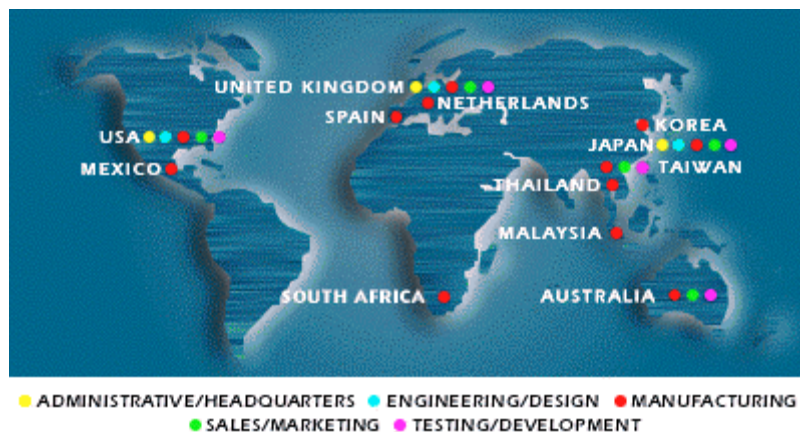 UNITED KINGDOM
NETHERLANDS
SPAIN
KOREA
USA
JAPAN
MEXICO
TAIWAN
THAILAND
MALAYSIA
SOUTH AFRICA
AUSTRALIA
ADMINISTRATIVE/HEADQUARTERS ENGINEERING/DESIGN MANUFACTURING
SALES/MARKETING TESTING/DEVELOPMENT